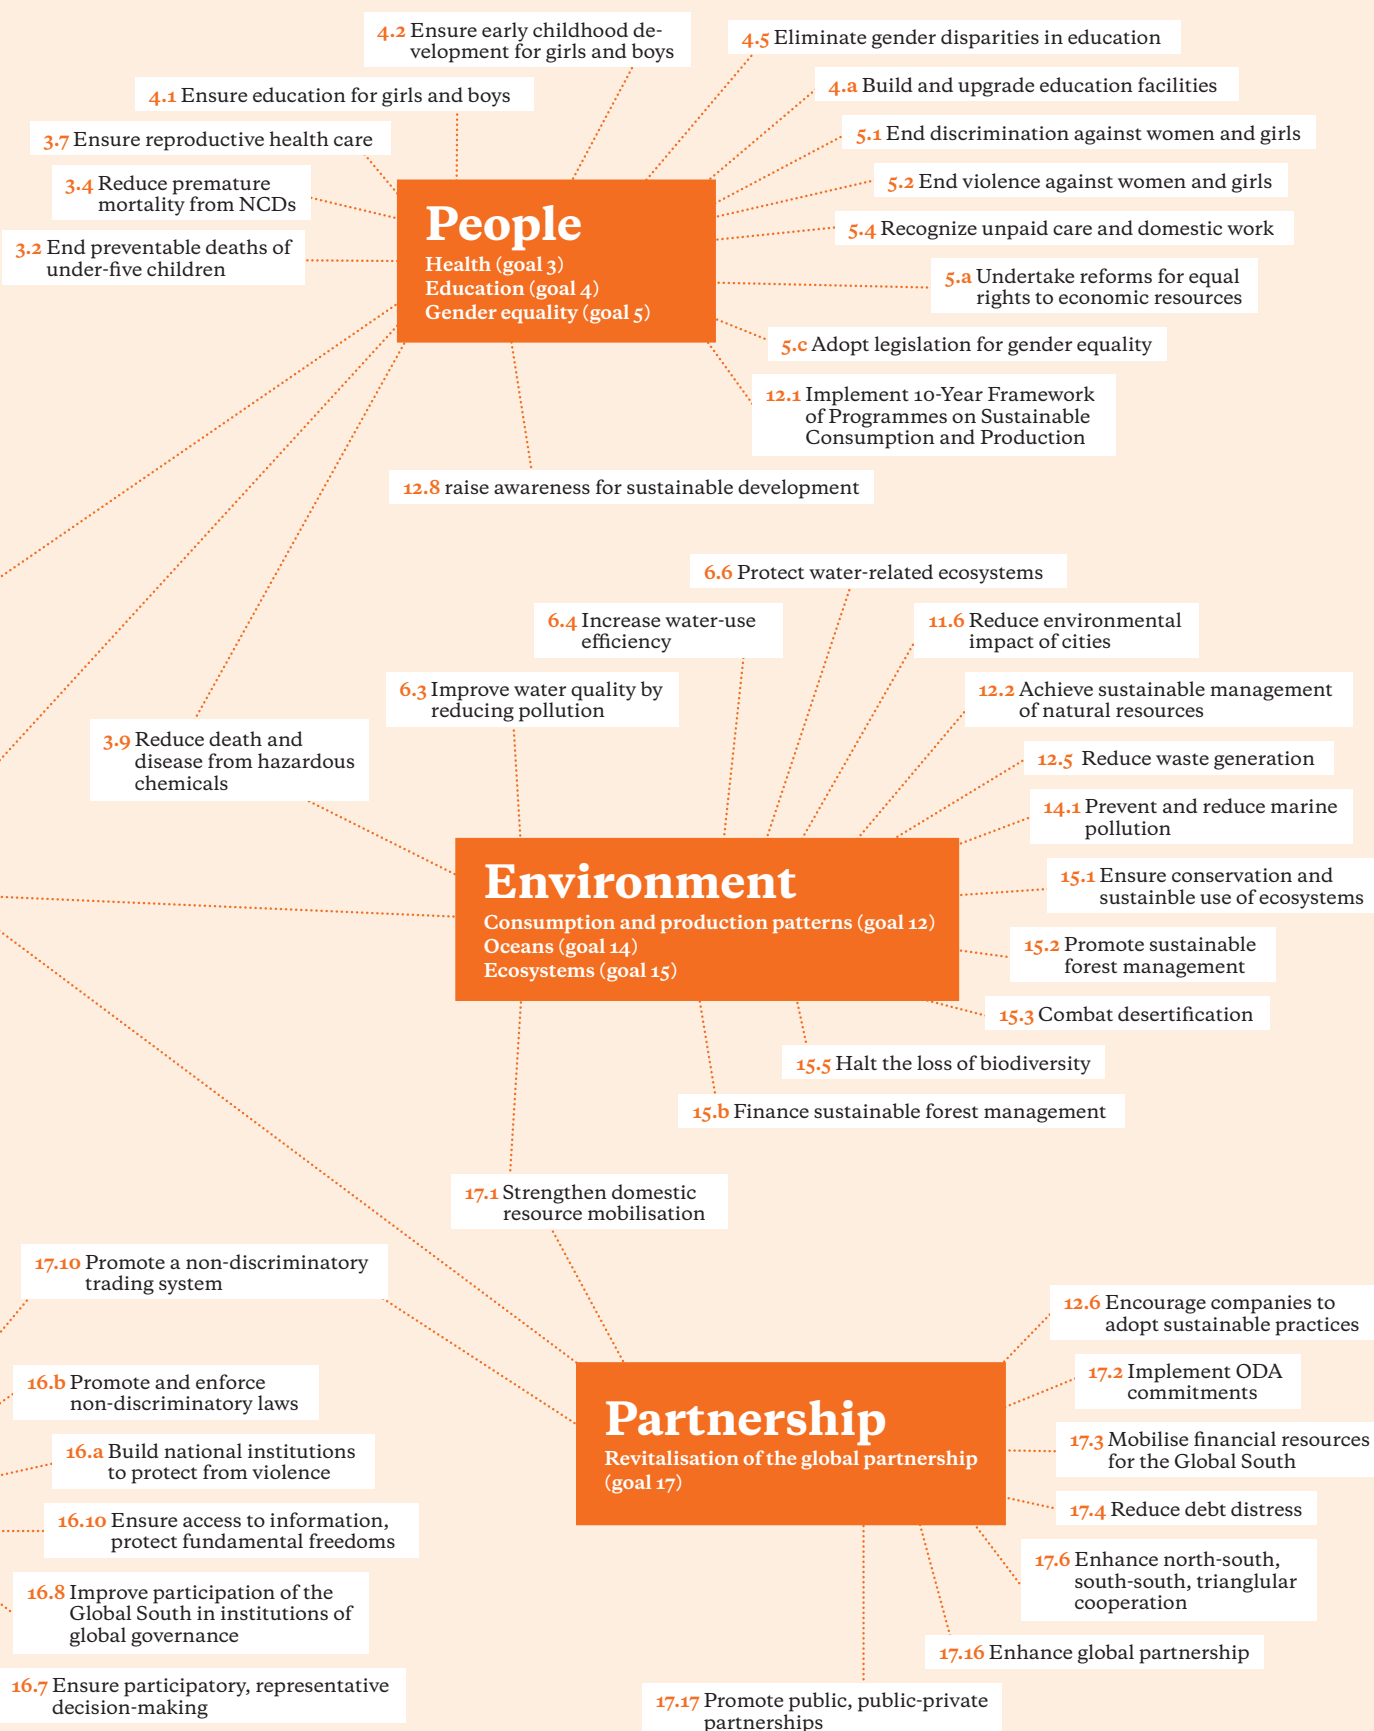 4.2 Ensure early childhood de-
velopment for girls and boys
4.5 Eliminate gender disparities in education
4.1 Ensure education for girls and boys
4.a Build and upgrade education facilities
3.7 Ensure reproductive health care
5.1 End discrimination against women and girls
3.4 Reduce premature
mortality from NCDs
5.2 End violence against women and girls
3.2 End preventable deaths of
under-five children
5.4 Recognize unpaid care and domestic work
People
Health (goal 3)
Education (goal 4)
Gender equality (goal 5)
5.a Undertake reforms for equal
rights to economic resources
5.c Adopt legislation for gender equality
12.1 Implement 10-Year Framework
of Programmes on Sustainable
Consumption and Production
12.8 raise awareness for sustainable development
6.6 Protect water-related ecosystems
6.4 Increase water-use
efficiency
11.6 Reduce environmental
impact of cities
6.3 Improve water quality by
reducing pollution
12.2 Achieve sustainable management
of natural resources
3.9 Reduce death and
disease from hazardous
chemicals
12.5 Reduce waste generation
14.1 Prevent and reduce marine
pollution
Environment
Consumption and production patterns (goal 12)
Oceans (goal 14)
Ecosystems (goal 15)
15.1 Ensure conservation and
sustainble use of ecosystems
15.2 Promote sustainable
forest management
15.3 Combat desertification
15.5 Halt the loss of biodiversity
15.b Finance sustainable forest management
17.1 Strengthen domestic
resource mobilisation
17.10 Promote a non-discriminatory
trading system
12.6 Encourage companies to
adopt sustainable practices
16.b Promote and enforce
non-discriminatory laws
17.2 Implement ODA
commitments
Partnership
Revitalisation of the global partnership
(goal 17)
16.a Build national institutions
to protect from violence
17.3 Mobilise financial resources
for the Global South
16.10 Ensure access to information,
protect fundamental freedoms
17.4 Reduce debt distress
17.6 Enhance north-south,
south-south, trianglular
cooperation
16.8 Improve participation of the
Global South in institutions of
global governance
17.16 Enhance global partnership
16.7 Ensure participatory, representative
decision-making
17.17 Promote public, public-private
partnerships